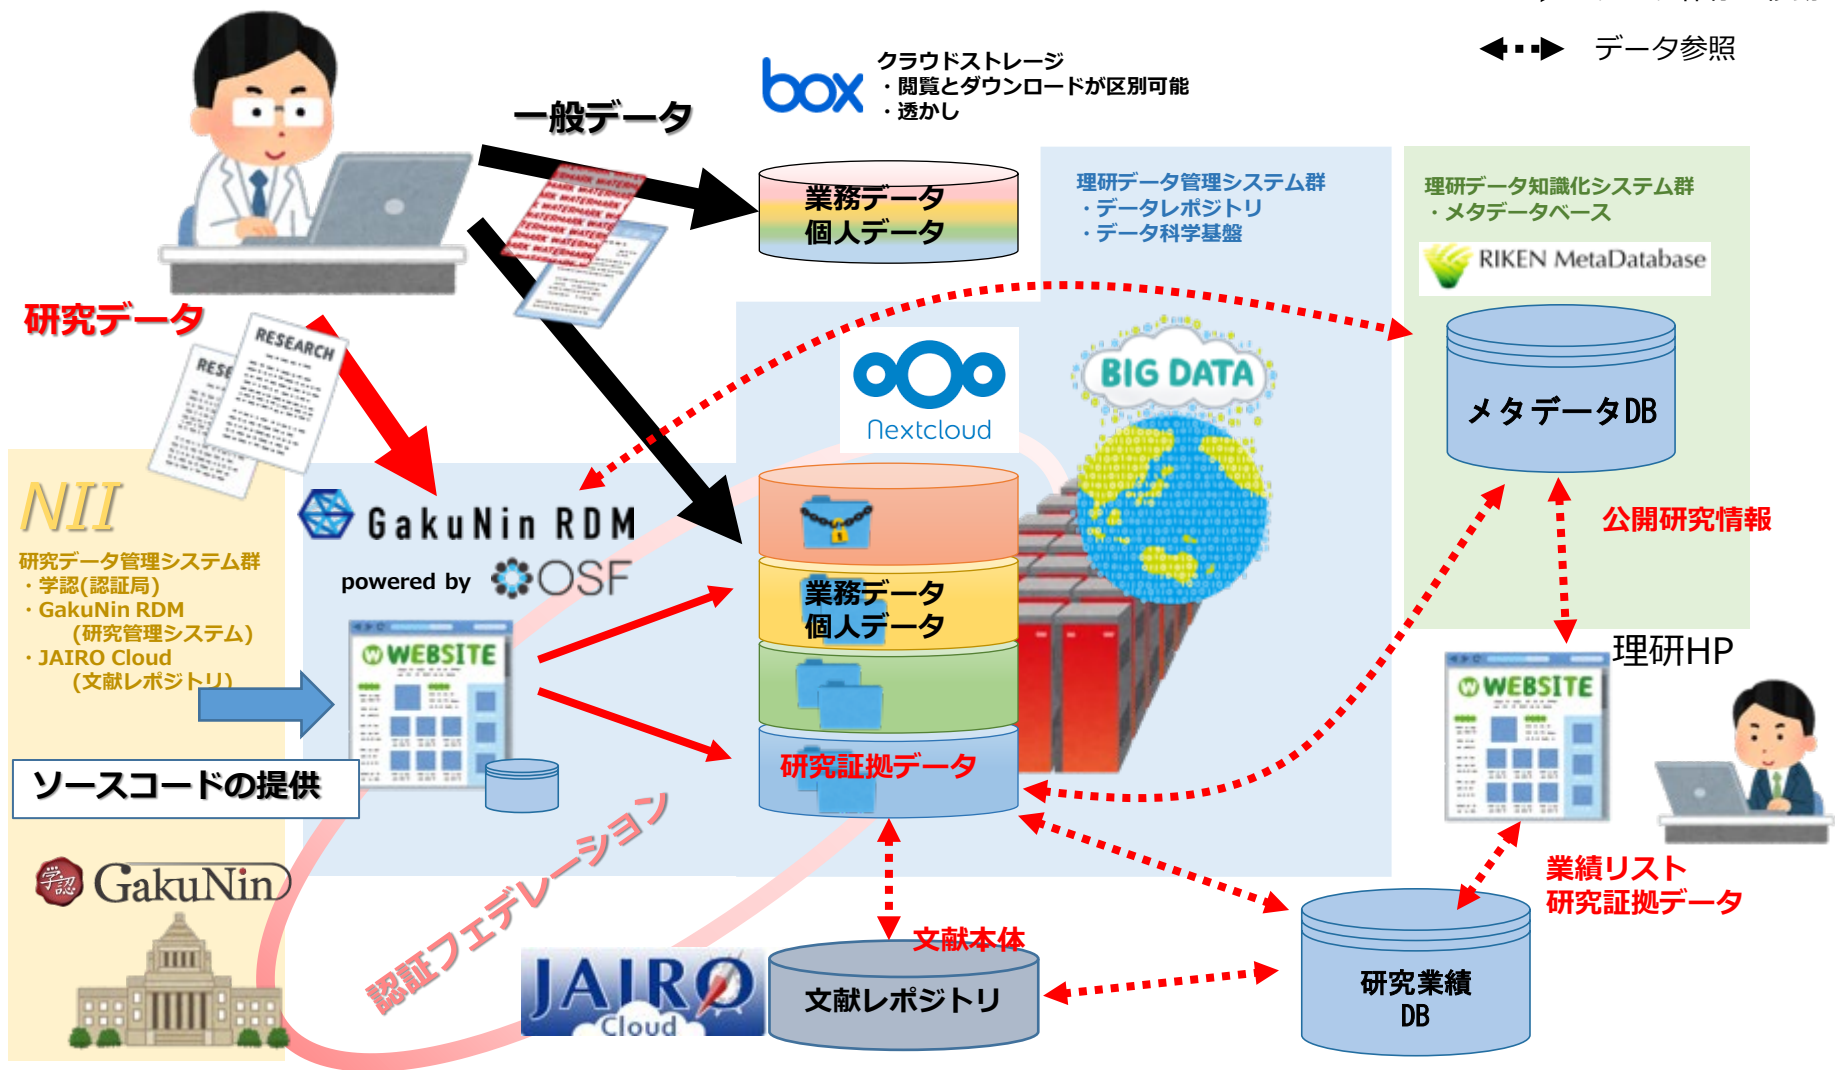 データ参照
box
クラウドストレージ
・閲覧とダウンロードが区別可能
・透かし
一般データ
業務データ
個人データ
理研データ管理システム群
・データレポジトリ
・データ科学基盤
理研データ知識化システム群
・メタデータベース
RIKEN MetaDatabase
研究データ
RESEARCH
WATERMARK
Nextcloud
BIG DATA
メタデータDB
NII
研究データ管理システム群
・学認(認証局)
・GakuNin RDM
(研究管理システム)
・JAIRO Cloud
(文献レポジトリ)
GakuNin RDM
powered by OSF
業務データ
個人データ
公開研究情報
WEBSITE
理研HP
WEBSITE
研究証拠データ
ソースコードの提供
認証フェデレーション
学認 GakuNin
業績リスト
研究証拠データ
文献本体
JAIRO
Cloud
文献レポジトリ
研究業績
DB